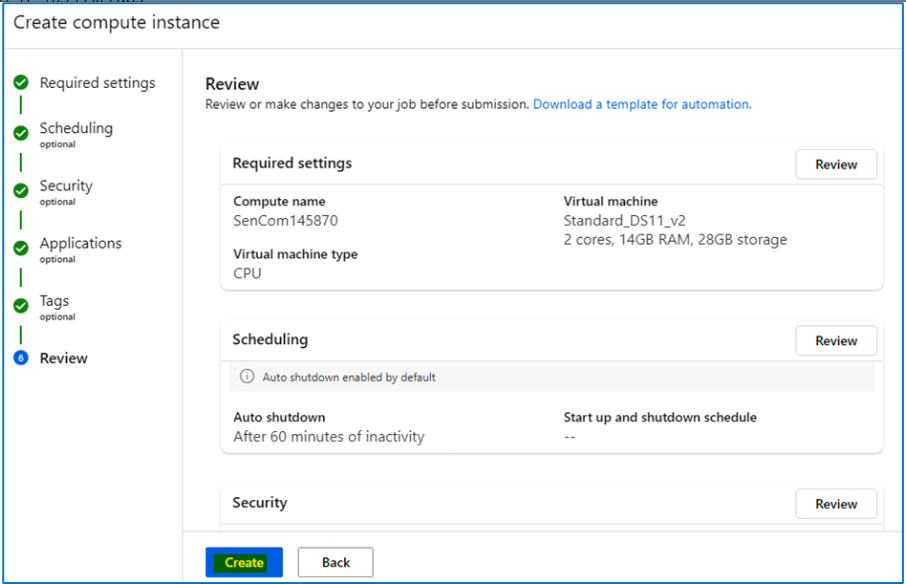 Create compute instance
Required settings
Scheduling
optional
Security
optional
Applications
optional
Tags
optional
6 Review
Review
Review or make changes to your job before submission. Download a template for automation.
Required settings Review
Compute name Virtual machine
SenCom145870 Standard_DS11_v2
2 cores, 14GB RAM, 28GB storage
Virtual machine type
CPU
Scheduling Review
Auto shutdown enabled by default
Auto shutdown Start up and shutdown schedule
After 60 minutes of inactivity --
Security Review
Create Back